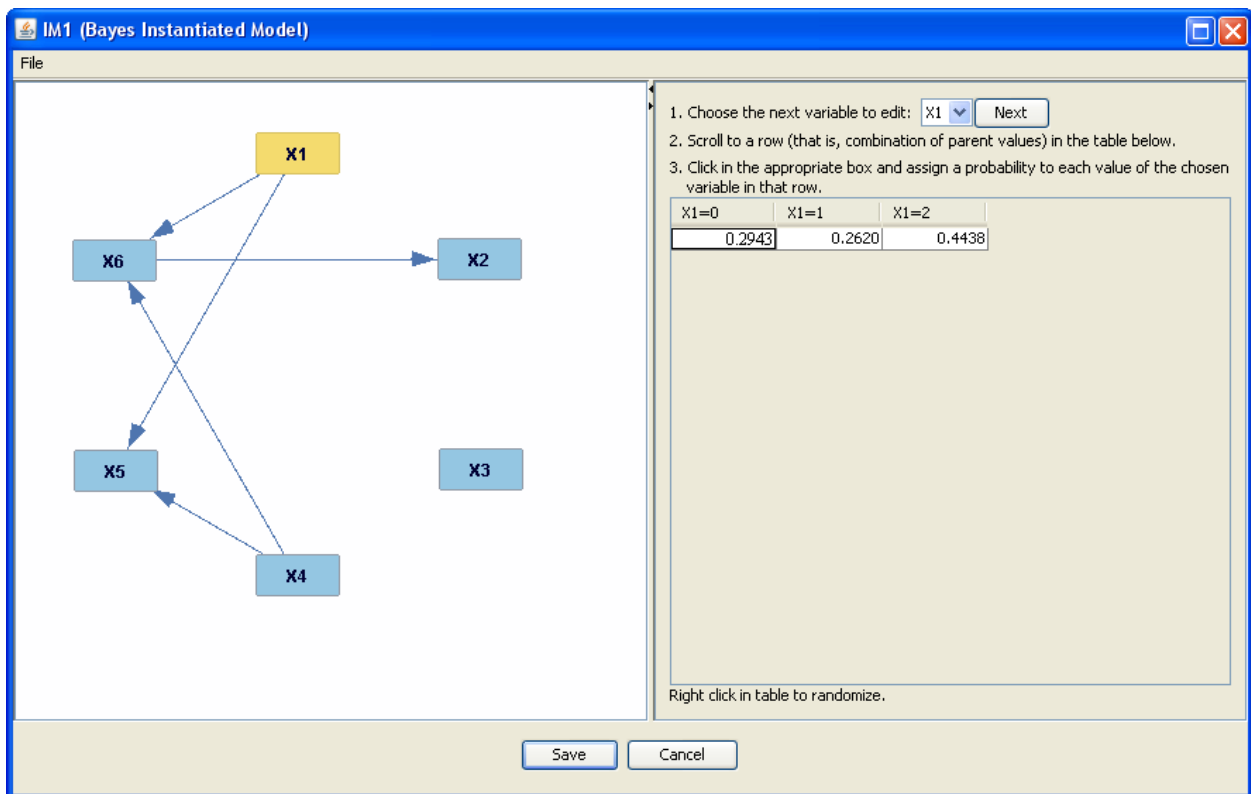 IM1 (Bayes Instantiated Model)
File
X1
X6
X2
X5
X3
X4
1. Choose the next variable to edit: X1 Next
2. Scroll to a row (that is, combination of parent values) in the table below.
3. Click in the appropriate box and assign a probability to each value of the chosen
variable in that row.
X1=0 X1=1 X1=2
0.2943 0.2620 0.4438
Right click in table to randomize.
Save Cancel